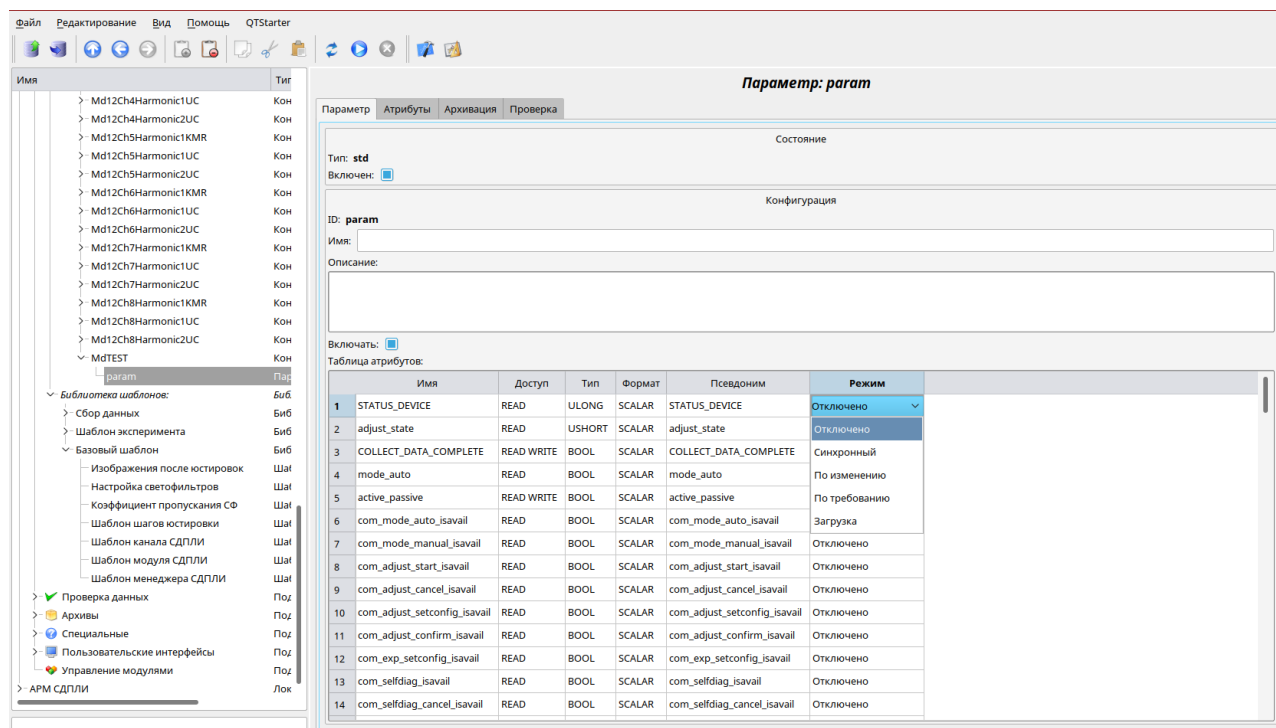 Файл Редактирование Вид Помощь QTStarter
Имя Тип
Md12Ch4Harmonic1UC Кон
Md12Ch4Harmonic2UC Кон
Md12Ch5Harmonic1KMR Кон
Md12Ch5Harmonic1UC Кон
Md12Ch5Harmonic2UC Кон
Md12Ch6Harmonic1KMR Кон
Md12Ch6Harmonic1UC Кон
Md12Ch6Harmonic2UC Кон
Md12Ch7Harmonic1KMR Кон
Md12Ch7Harmonic1UC Кон
Md12Ch7Harmonic2UC Кон
Md12Ch8Harmonic1KMR Кон
Md12Ch8Harmonic1UC Кон
Md12Ch8Harmonic2UC Кон
MdTEST Кон
param Пар
Библиотека шаблонов: Биб
Сбор данных Биб
Шаблон эксперимента Биб
Базовый шаблон Биб
Изображения после юстировок Шаб
Настройка светофильтров Шаб
Коэффициент пропускания СФ Шаб
Шаблон шагов юстировки Шаб
Шаблон канала СДПЛИ Шаб
Шаблон модуля СДПЛИ Шаб
Шаблон менеджера СДПЛИ Шаб
Проверка данных Под
Архивы Под
Специальные Под
Пользовательские интерфейсы Под
Управление модулями Под
АРМ СДПЛИ Лок
Параметр: param
Параметр Атрибуты Архивация Проверка
Состояние
Тип: std
Включен:
Конфигурация
ID: param
Имя:
Описание:
Включать:
Таблица атрибутов:
Имя Доступ Тип Формат Псевдоним Режим
1 STATUS_DEVICE READ ULONG SCALAR STATUS_DEVICE Отключено
2 adjust_state READ USHORT SCALAR adjust_state Отключено
3 COLLECT_DATA_COMPLETE READ WRITE BOOL SCALAR COLLECT_DATA_COMPLETE Синхронный
4 mode_auto READ BOOL SCALAR mode_auto По изменению
5 active_passive READ WRITE BOOL SCALAR active_passive По требованию
6 com_mode_auto_isavail READ BOOL SCALAR com_mode_auto_isavail Загрузка
7 com_mode_manual_isavail READ BOOL SCALAR com_mode_manual_isavail Отключено
8 com_adjust_start_isavail READ BOOL SCALAR com_adjust_start_isavail Отключено
9 com_adjust_cancel_isavail READ BOOL SCALAR com_adjust_cancel_isavail Отключено
10 com_adjust_setconfig_isavail READ BOOL SCALAR com_adjust_setconfig_isavail Отключено
11 com_adjust_confirm_isavail READ BOOL SCALAR com_adjust_confirm_isavail Отключено
12 com_exp_setconfig_isavail READ BOOL SCALAR com_exp_setconfig_isavail Отключено
13 com_selfdiag_isavail READ BOOL SCALAR com_selfdiag_isavail Отключено
14 com_selfdiag_cancel_isavail READ BOOL SCALAR com_selfdiag_cancel_isavail Отключено